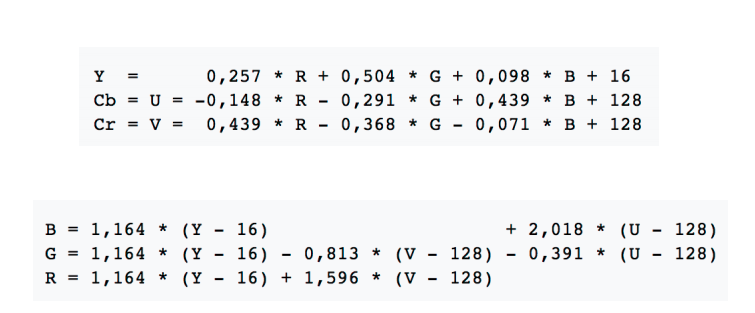 Y  =       0,257 * R + 0,504 * G + 0,098 * B + 16
Cb = U = -0,148 * R - 0,291 * G + 0,439 * B + 128
Cr = V =  0,439 * R - 0,368 * G - 0,071 * B + 128
B = 1,164 * (Y - 16)                     + 2,018 * (U - 128)
G = 1,164 * (Y - 16) - 0,813 * (V - 128) - 0,391 * (U - 128)
R = 1,164 * (Y - 16) + 1,596 * (V - 128)